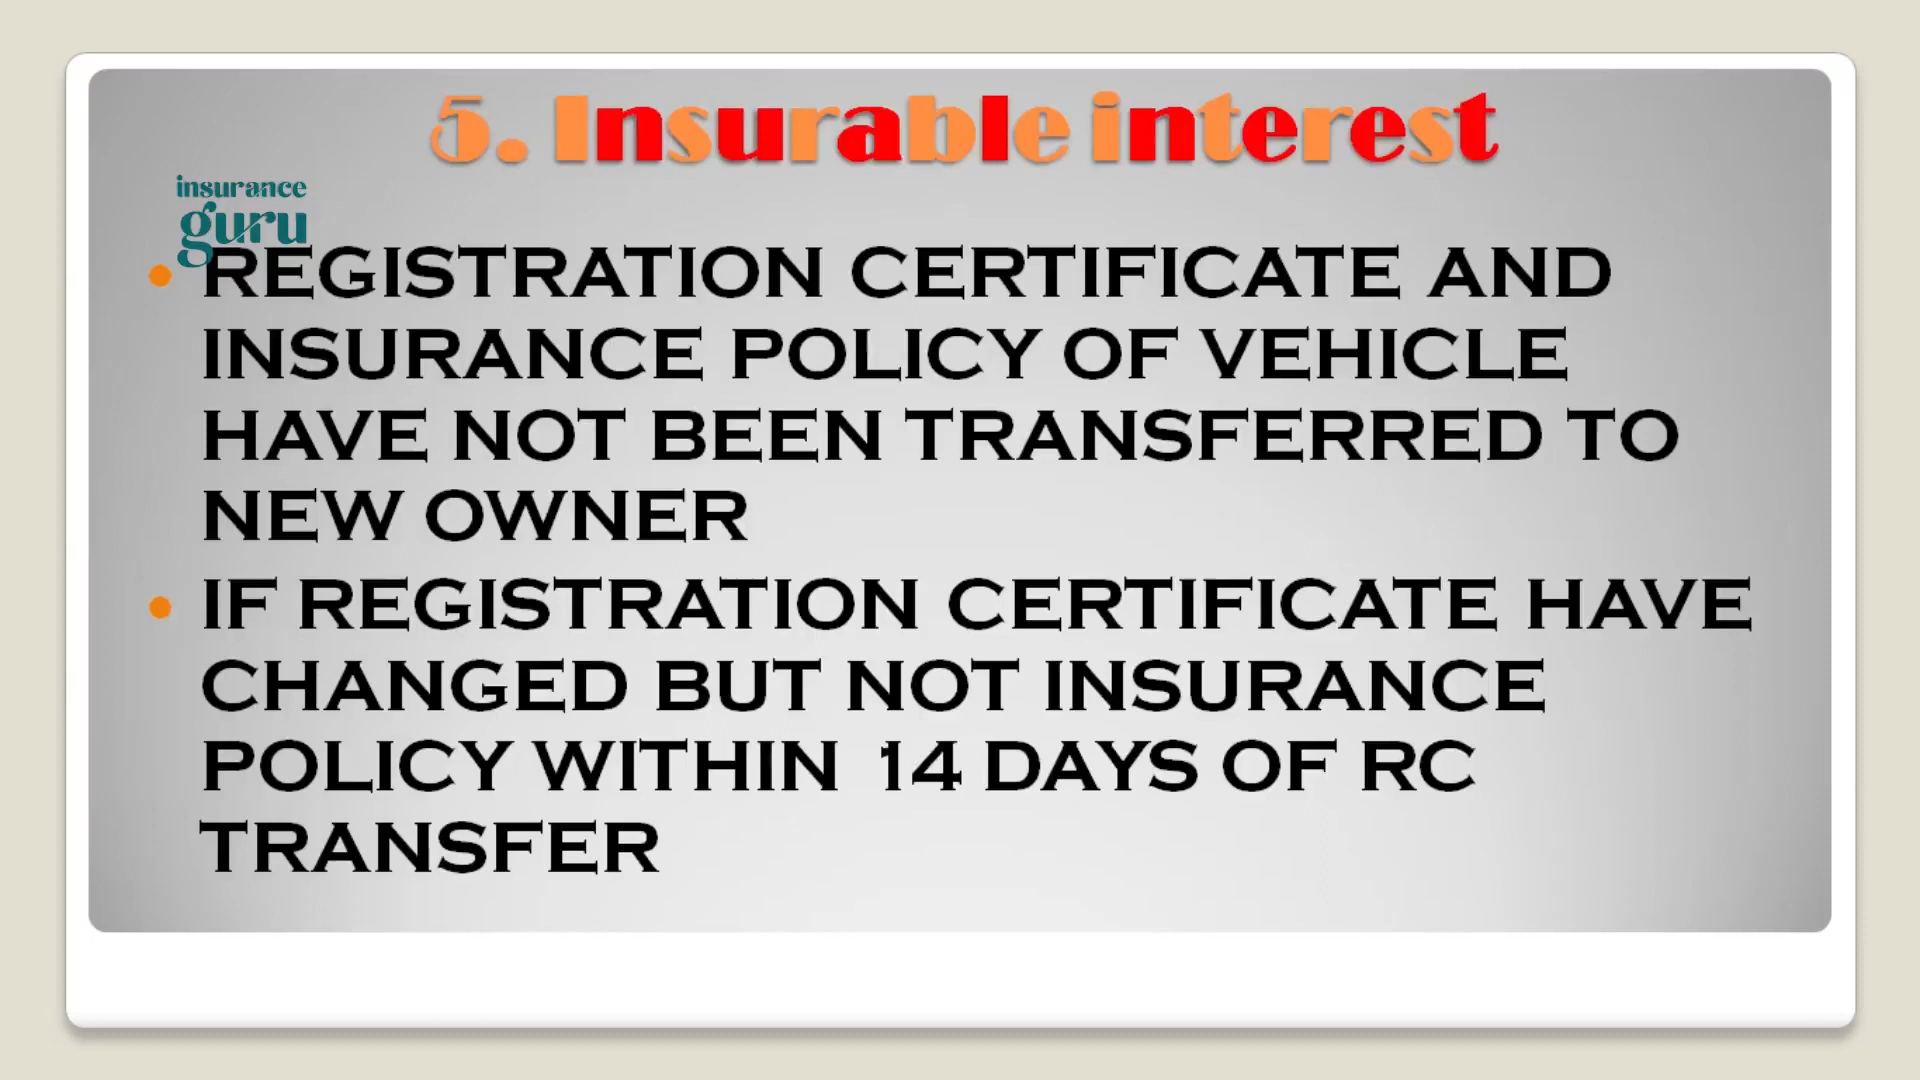 5. Insurable interest
insurance
guru
REGISTRATION CERTIFICATE AND
INSURANCE POLICY OF VEHICLE
HAVE NOT BEEN TRANSFERRED TO
NEW OWNER
IF REGISTRATION CERTIFICATE HAVE
CHANGED BUT NOT INSURANCE
POLICY WITHIN 14 DAYS OF RC
TRANSFER